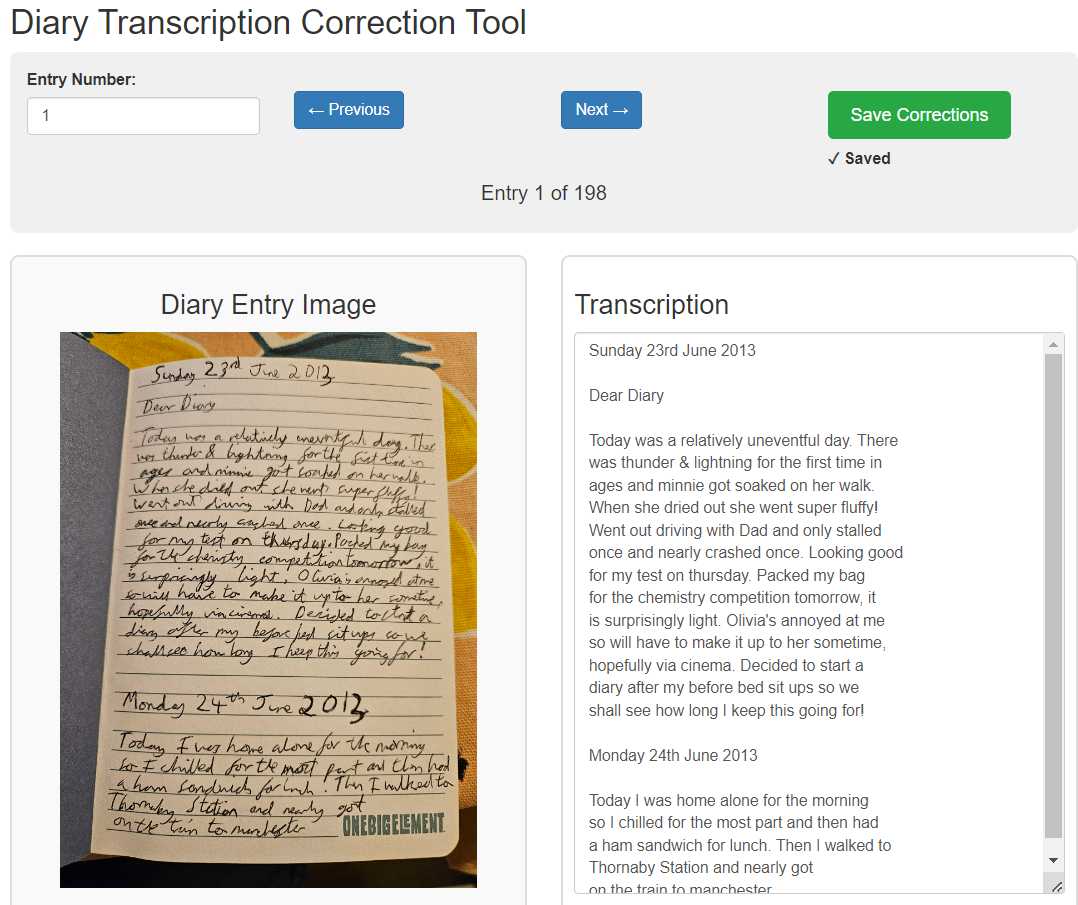 Diary Transcription Correction Tool
Entry Number:
1
← Previous
Next →
Save Corrections
✓ Saved
Entry 1 of 198
Diary Entry Image
Sunday 23rd June 2013
Dear Diary
Today was a relatively uneventful day. There
was thunder & lightning for the first time in
ages and minnie got soaked on her walk.
When she dried out she went super fluffy!
Went out driving with Dad and only stalled
once and nearly crashed once. Looking good
for my test on thursday. Packed my bag
for the chemistry competition tomorrow, it
is surprisingly light. Olivia's annoyed at me
so will have to make it up to her sometime,
hopefully via cinema. Decided to start a
diary after my before bed sit ups so we
shall see how long I keep this going for!
Monday 24th June 2013
Today I was home alone for the morning
so I chilled for the most part and then had
a ham sandwich for lunch. Then I walked to
Thornaby Station and nearly got
on the train to manchester
ONEBIGELEMENT
Transcription
Sunday 23rd June 2013
Dear Diary
Today was a relatively uneventful day. There
was thunder & lightning for the first time in
ages and minnie got soaked on her walk.
When she dried out she went super fluffy!
Went out driving with Dad and only stalled
once and nearly crashed once. Looking good
for my test on thursday. Packed my bag
for the chemistry competition tomorrow, it
is surprisingly light. Olivia's annoyed at me
so will have to make it up to her sometime,
hopefully via cinema. Decided to start a
diary after my before bed sit ups so we
shall see how long I keep this going for!
Monday 24th June 2013
Today I was home alone for the morning
so I chilled for the most part and then had
a ham sandwich for lunch. Then I walked to
Thornaby Station and nearly got
on the train to manchester